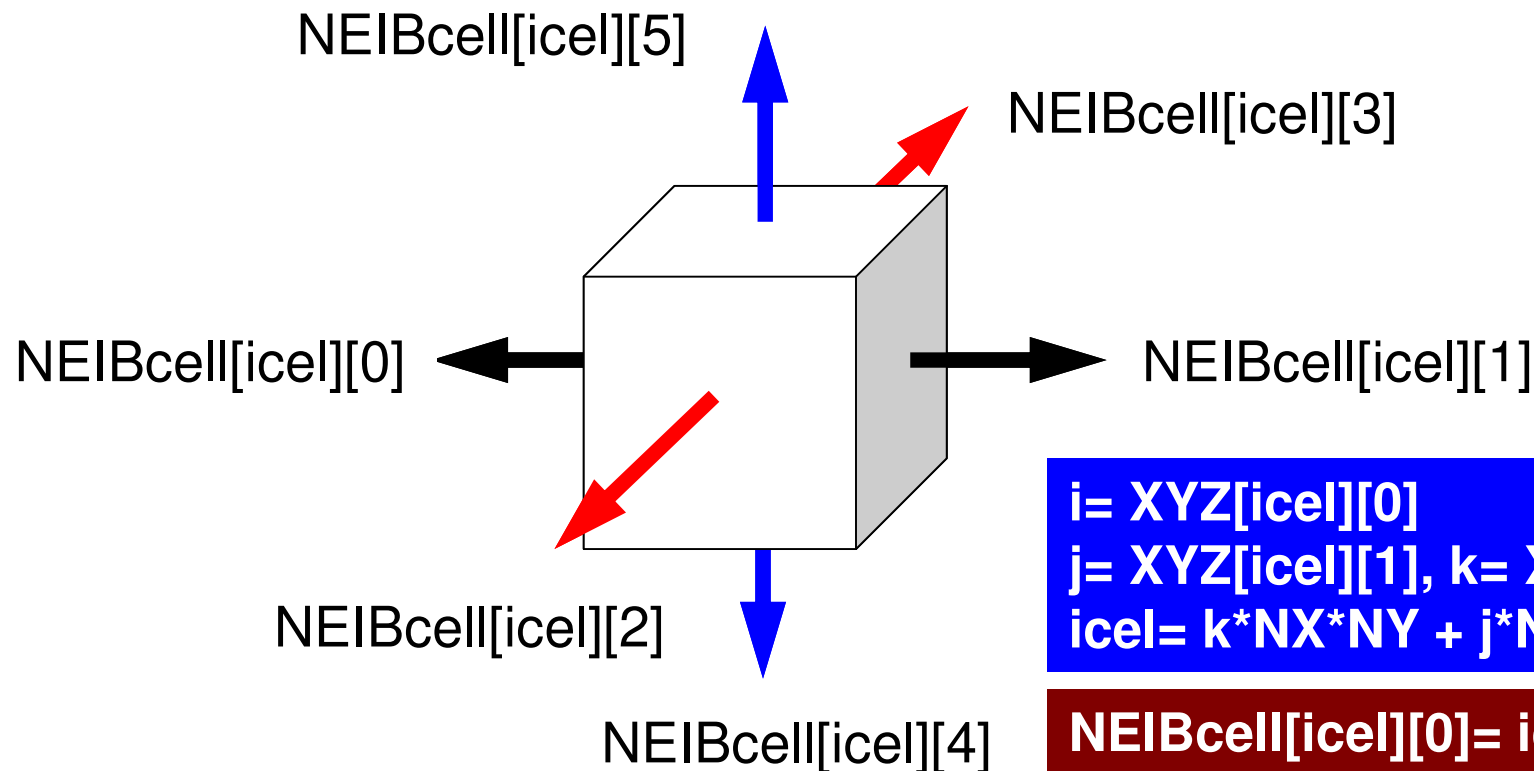 NEIBcell[icel][5]
NEIBcell[icel][3]
NEIBcell[icel][0]
NEIBcell[icel][1]
i= XYZ[icel][0]
j= XYZ[icel][1], k=
icel= k*NX*NY +
NEIBcell[icel][2]
NEIBcell[icel][4]
NEIBcell[icel][0]=